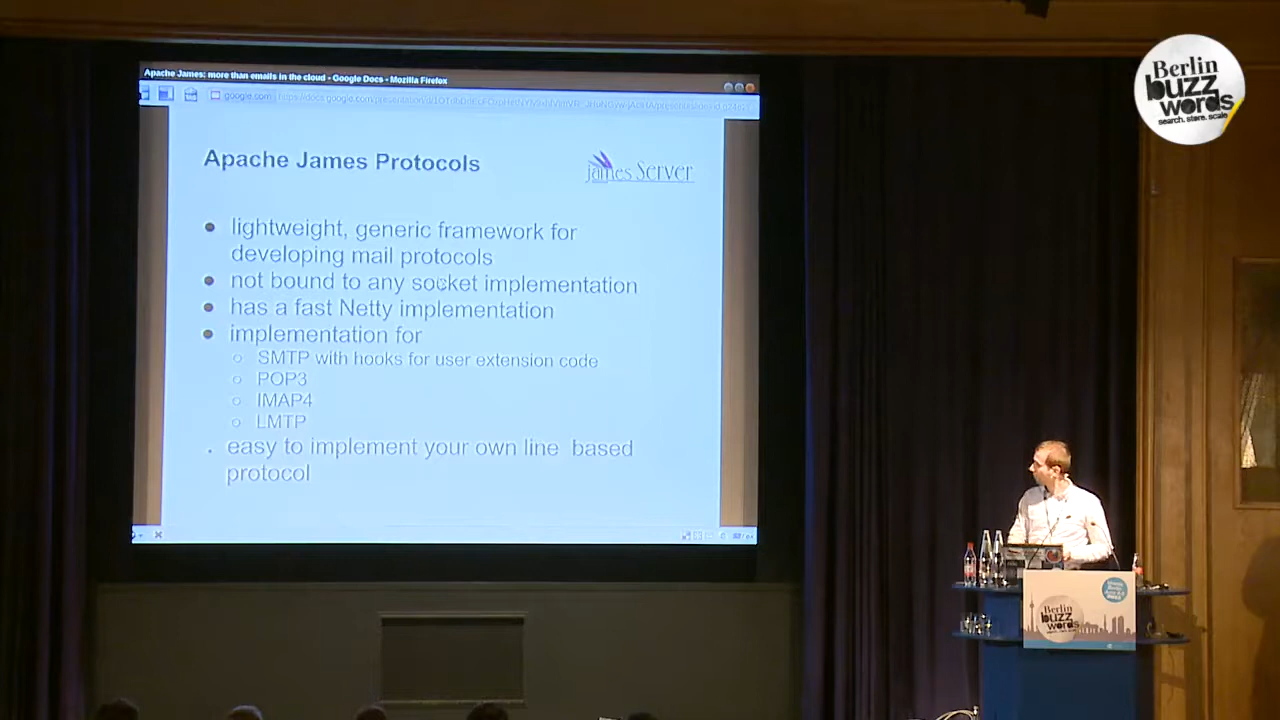 Apache James: more than emails in the cloud - Google Docs - Mozilla Firefox
google.com
Apache James Protocols
james Server
lightweight, generic framework for
developing mail protocols
not bound to any socket implementation
has a fast Netty implementation
implementation for
SMTP with hooks for user extension code
POP3
IMAP4
LMTP
easy to implement your own line based
protocol
Berlin
buzz
words
search. store. scale
Berlin
buzz
words